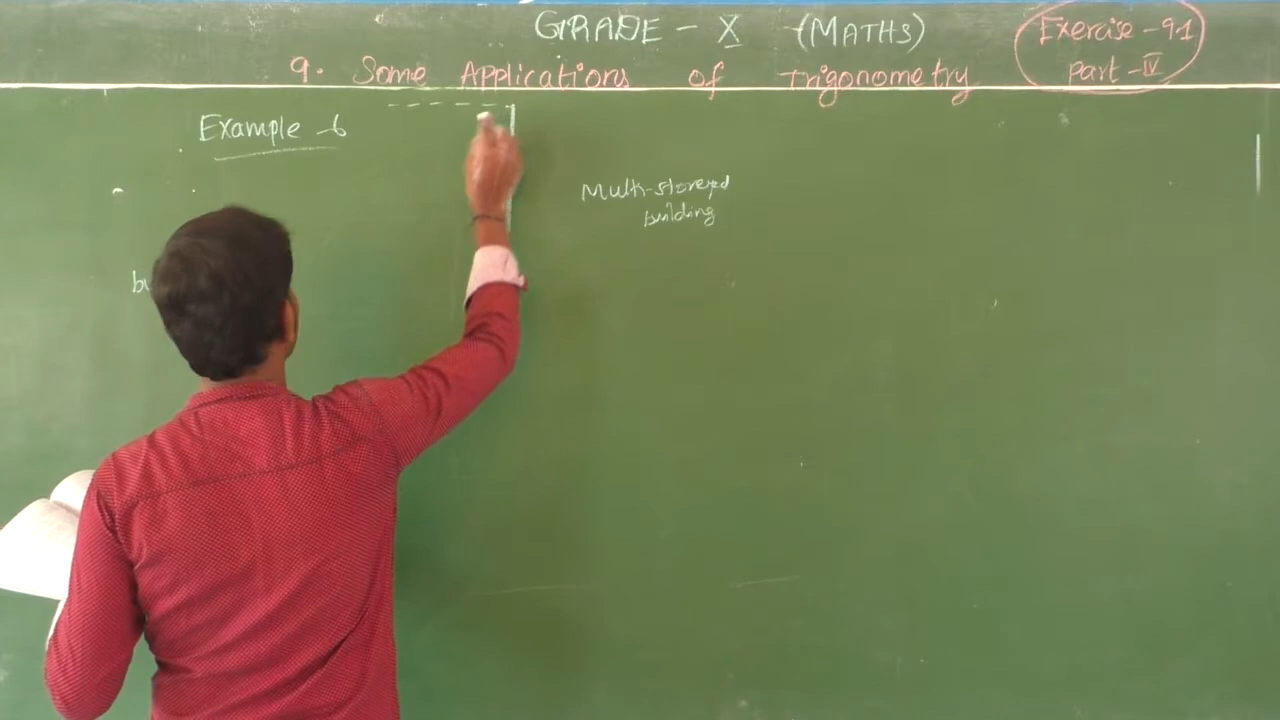 GRADE - X (MATHS)
Exercise - 9.1
Part - IV
9. Some Applications of Trigonometry
Example - 6
Multi-storeyed
building